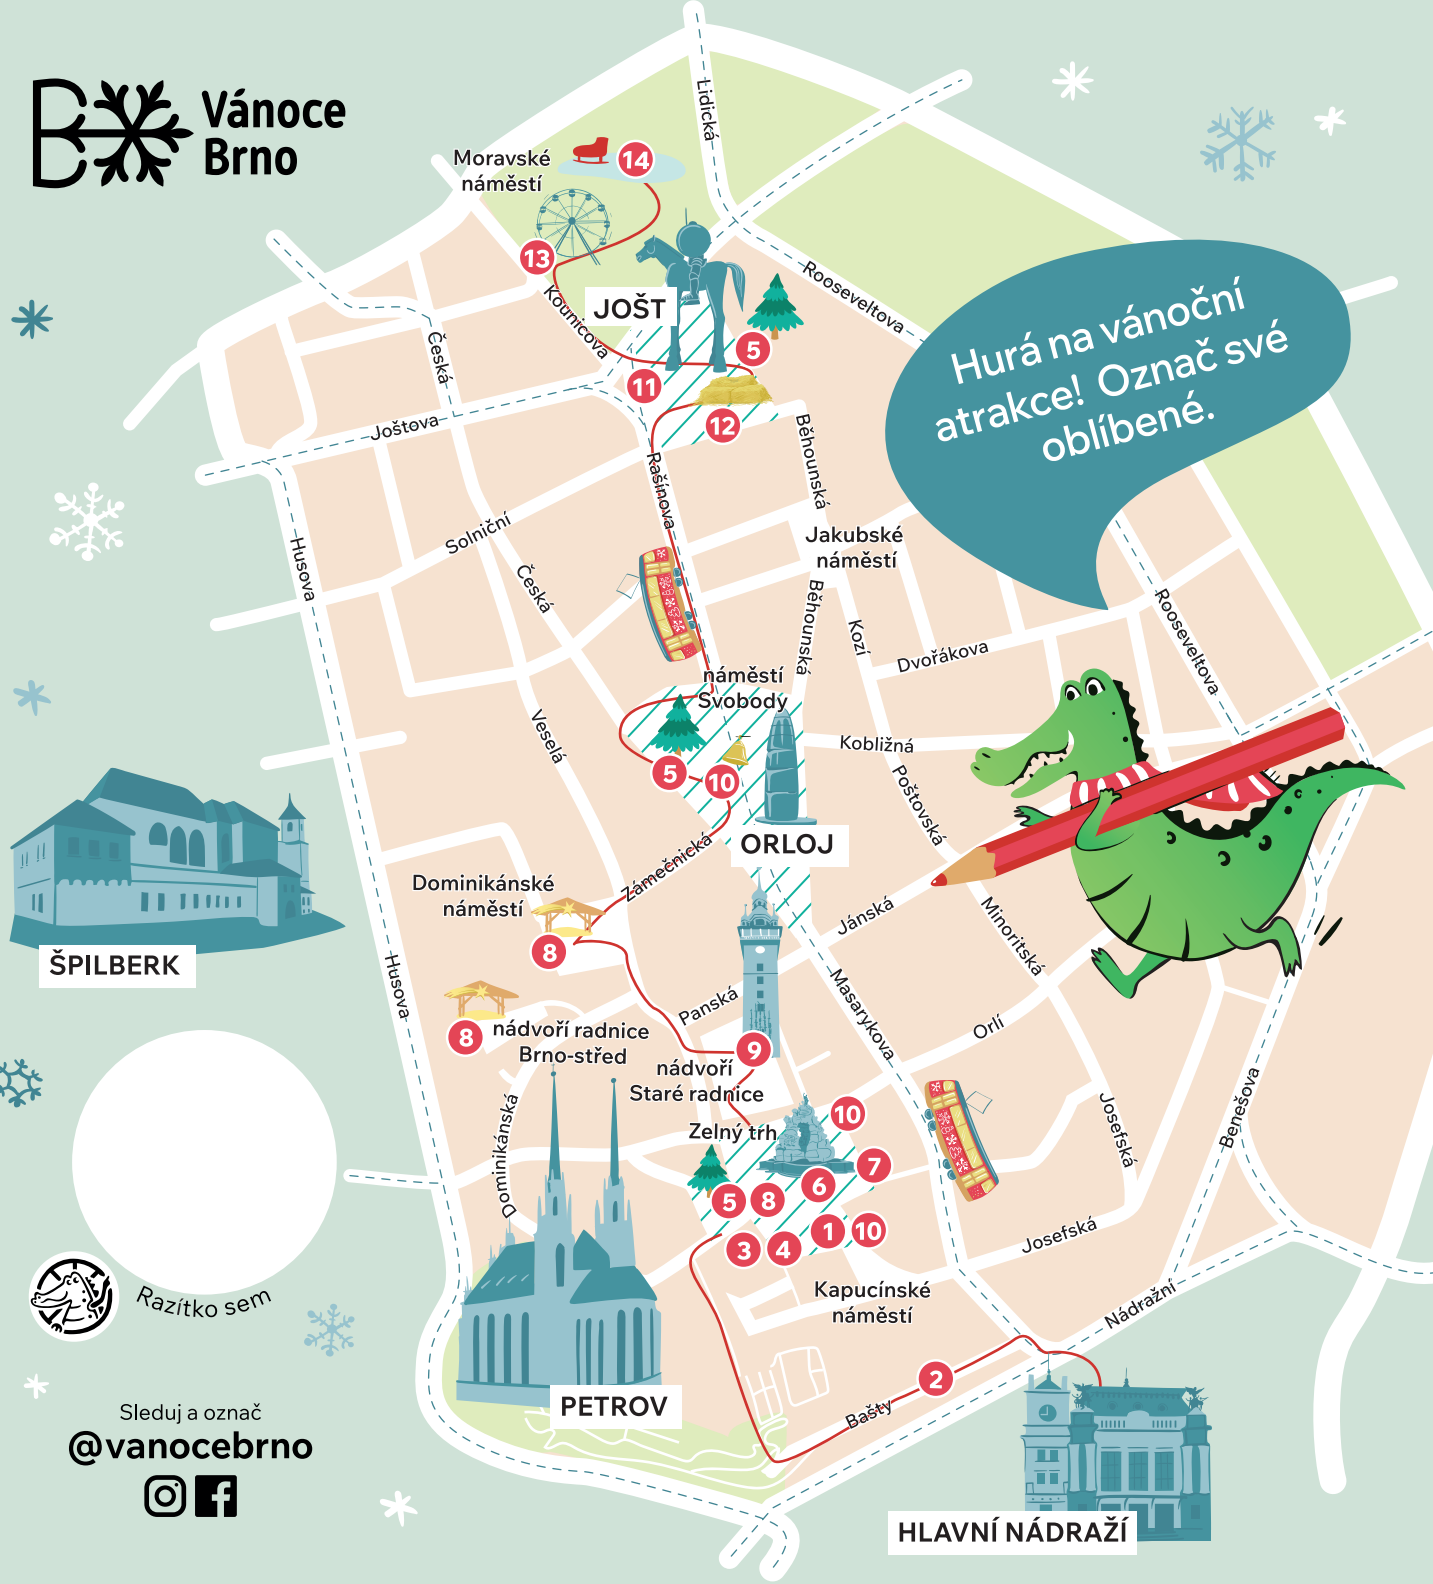 Vánoce
Brno
Lidická
Moravské
náměstí
14
13
Kounicova
JOŠT
Rooseveltova
Hurá na vánoční
atrakce! Označ své
oblíbené.
5
Česká
11
12
Joštova
Běhounská
Rašínova
Solniční
Jakubské
náměstí
Husova
Česká
Běhounská
Kozí
Dvořákova
Rooseveltova
náměstí
Svobody
Veselá
Kobližná
5
10
Poštovská
ORLOJ
Zámečnická
Dominikánské
náměstí
8
Jánská
Minoritská
ŠPILBERK
Husova
Masarykova
Panská
8
nádvoří radnice
Brno-střed
Orlí
9
nádvoří
Staré radnice
Benešova
Josefská
Dominikánská
Zelný trh
10
7
5
8
6
1
10
3
4
Josefská
Kapucínské
náměstí
Nádražní
Razítko sem
2
PETROV
Bašty
Sleduj a označ
@vanocebrno
HLAVNÍ NÁDRAŽÍ